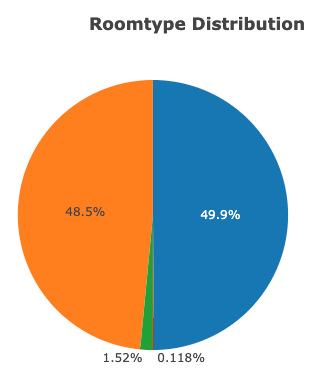 Roomtype Distribution
48.5%
49.9%
1.52%
0.118%